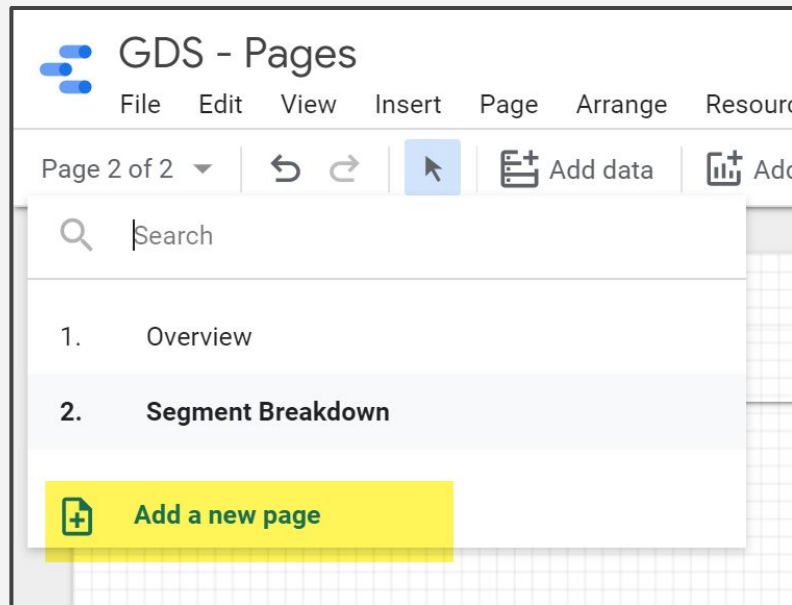 GDS - Pages
File Edit View Insert Page Arrange
Page 2 of 2 Add data
Search
1. Overview
2. Segment Breakdown
Add a new page